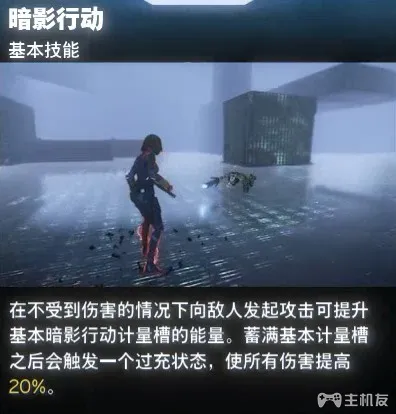 暗影行动
基本技能
在不受到伤害的情况下向敌人发起攻击可提升
基本暗影行动计量槽的能量。蓄满基本计量槽
之后会触发一个过充状态，使所有伤害提高
20%。
主机友